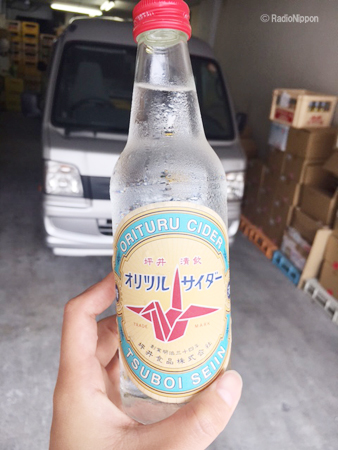 © RadioNippon
ORITURU CIDER
坪井 清飲
オリヅルサイダー
TRADE MARK
坪井食品株式会社
TSUBOI SEIIN